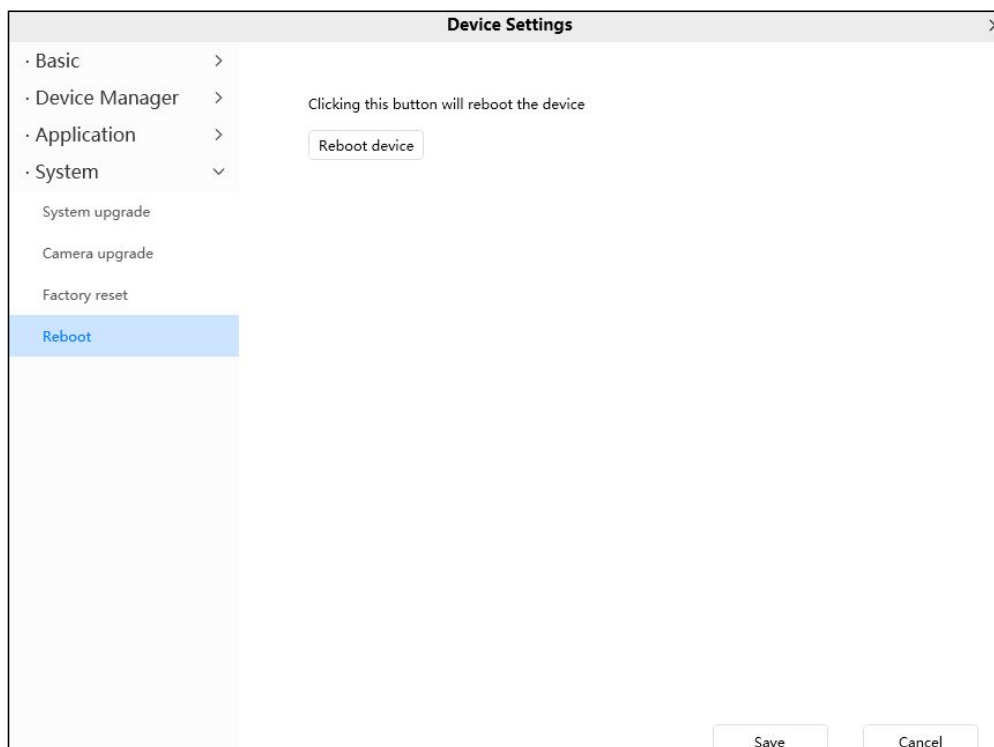 Device Settings
· Basic
· Device Manager
· Application
· System
System upgrade
Camera upgrade
Factory reset
Reboot
Clicking this button will reboot the device
Reboot device
Save
Cancel